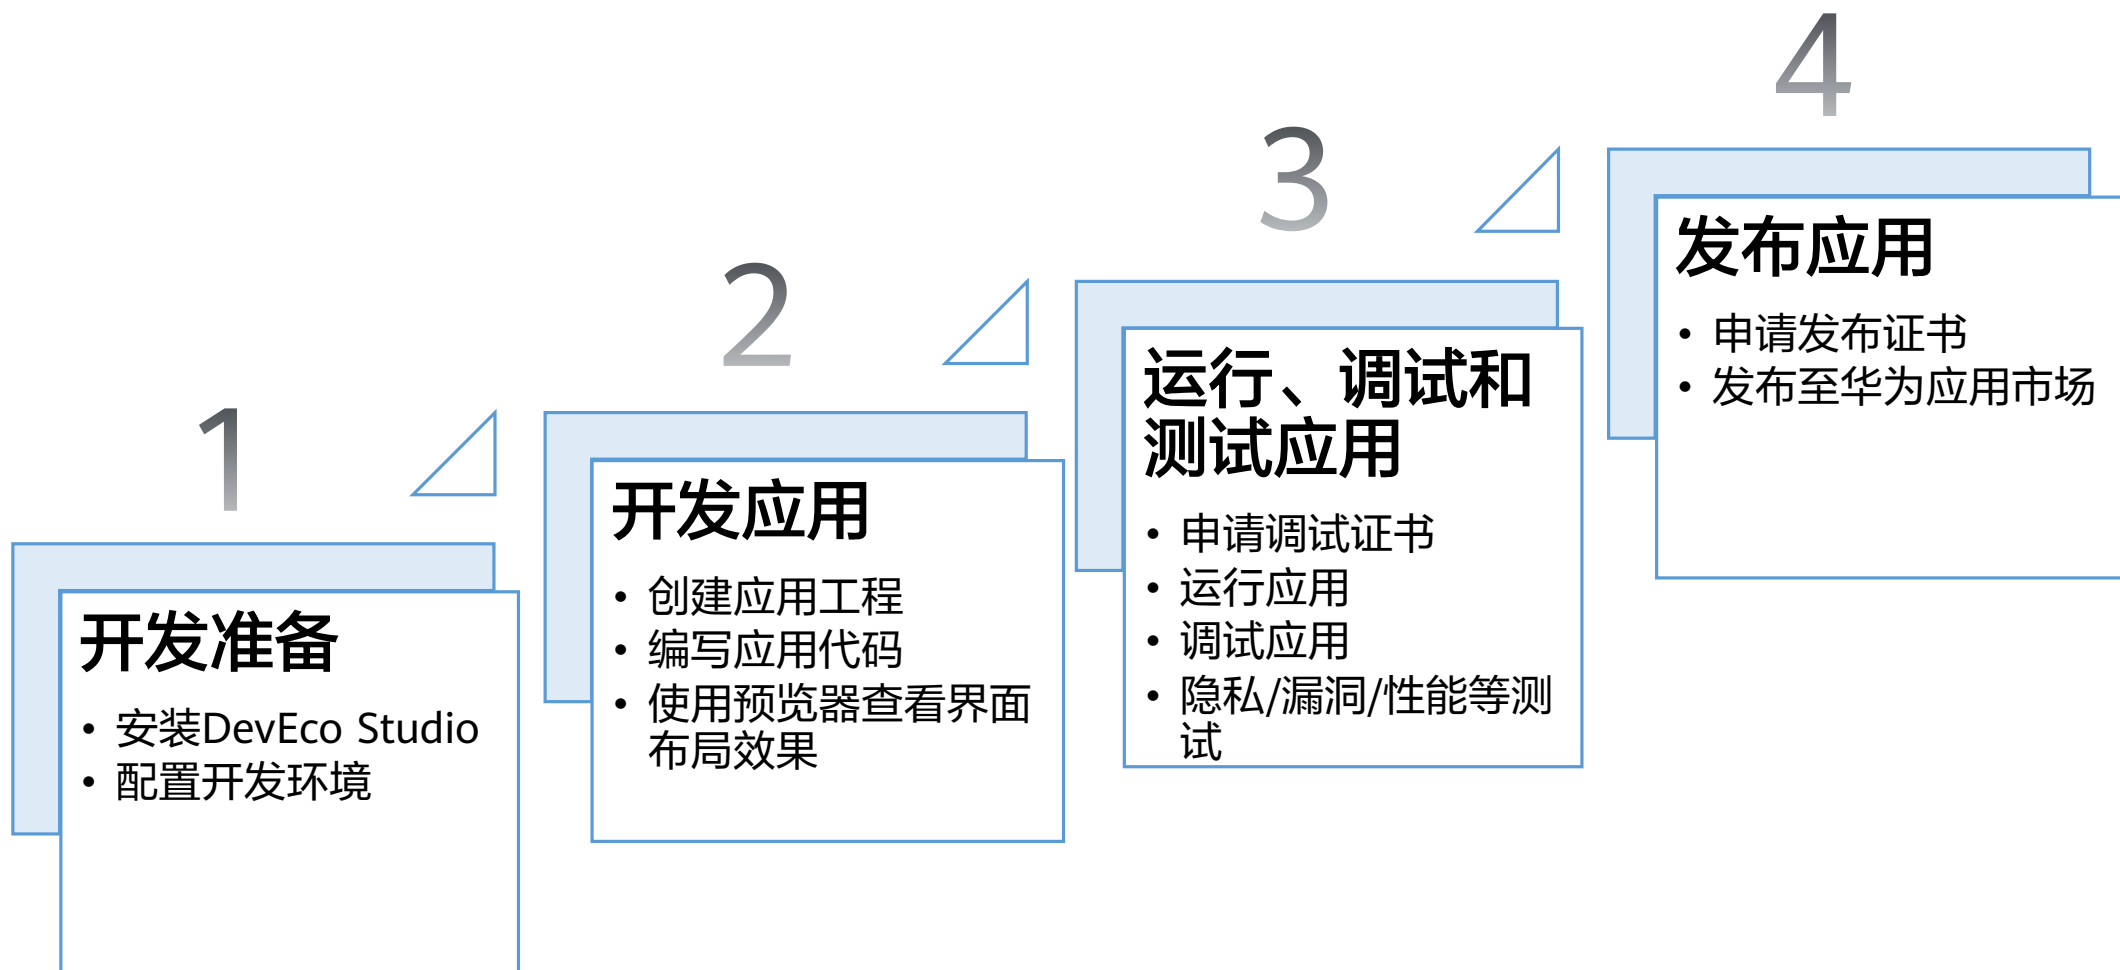 1
开发准备
• 安装DevEco Studio
• 配置开发环境
2
开发应用
• 创建应用工程
• 编写应用代码
• 使用预览器查看界面
布局效果
3
运行、调试和
测试应用
• 申请调试证书
• 运行应用
• 调试应用
• 隐私/漏洞/性能等测
试
4
发布应用
• 申请发布证书
• 发布至华为应用市场